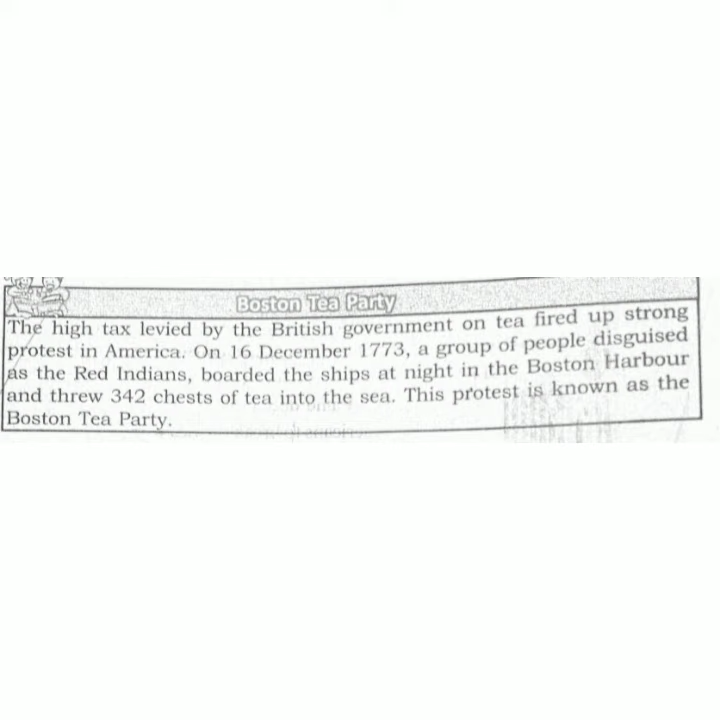 Boston Tea Party
The high tax levied by the British government on tea fired up strong
protest in America. On 16 December 1773, a group of people disguised
as the Red Indians, boarded the ships at night in the Boston Harbour
and threw 342 chests of tea into the sea. This protest is known as the
Boston Tea Party.